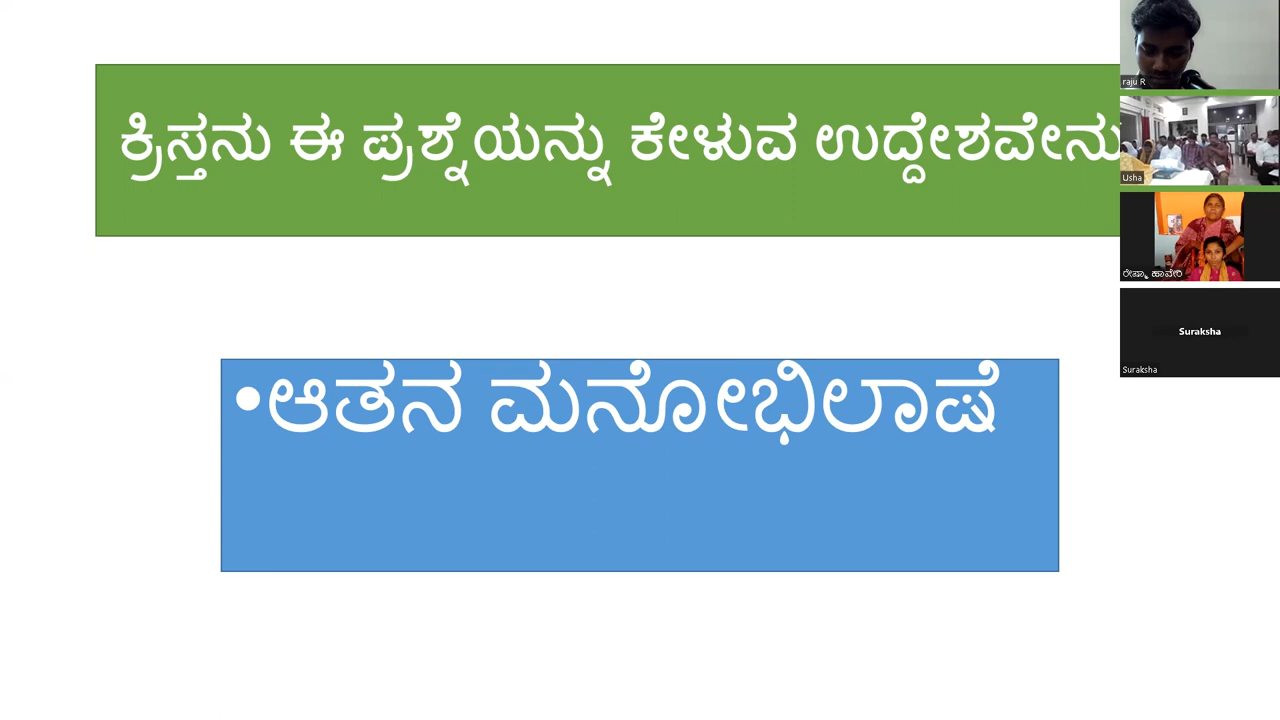 ಕ್ರಿಸ್ತನು ಈ ಪ್ರಶ್ನೆಯನ್ನು ಕೇಳುವ ಉದ್ದೇಶವೇನು
•ಆತನ ಮನೋಭಿಲಾಷೆ
raju R
Usha
ರೇಷ್ಮಾ ಹಾವೇರಿ
Suraksha
Suraksha